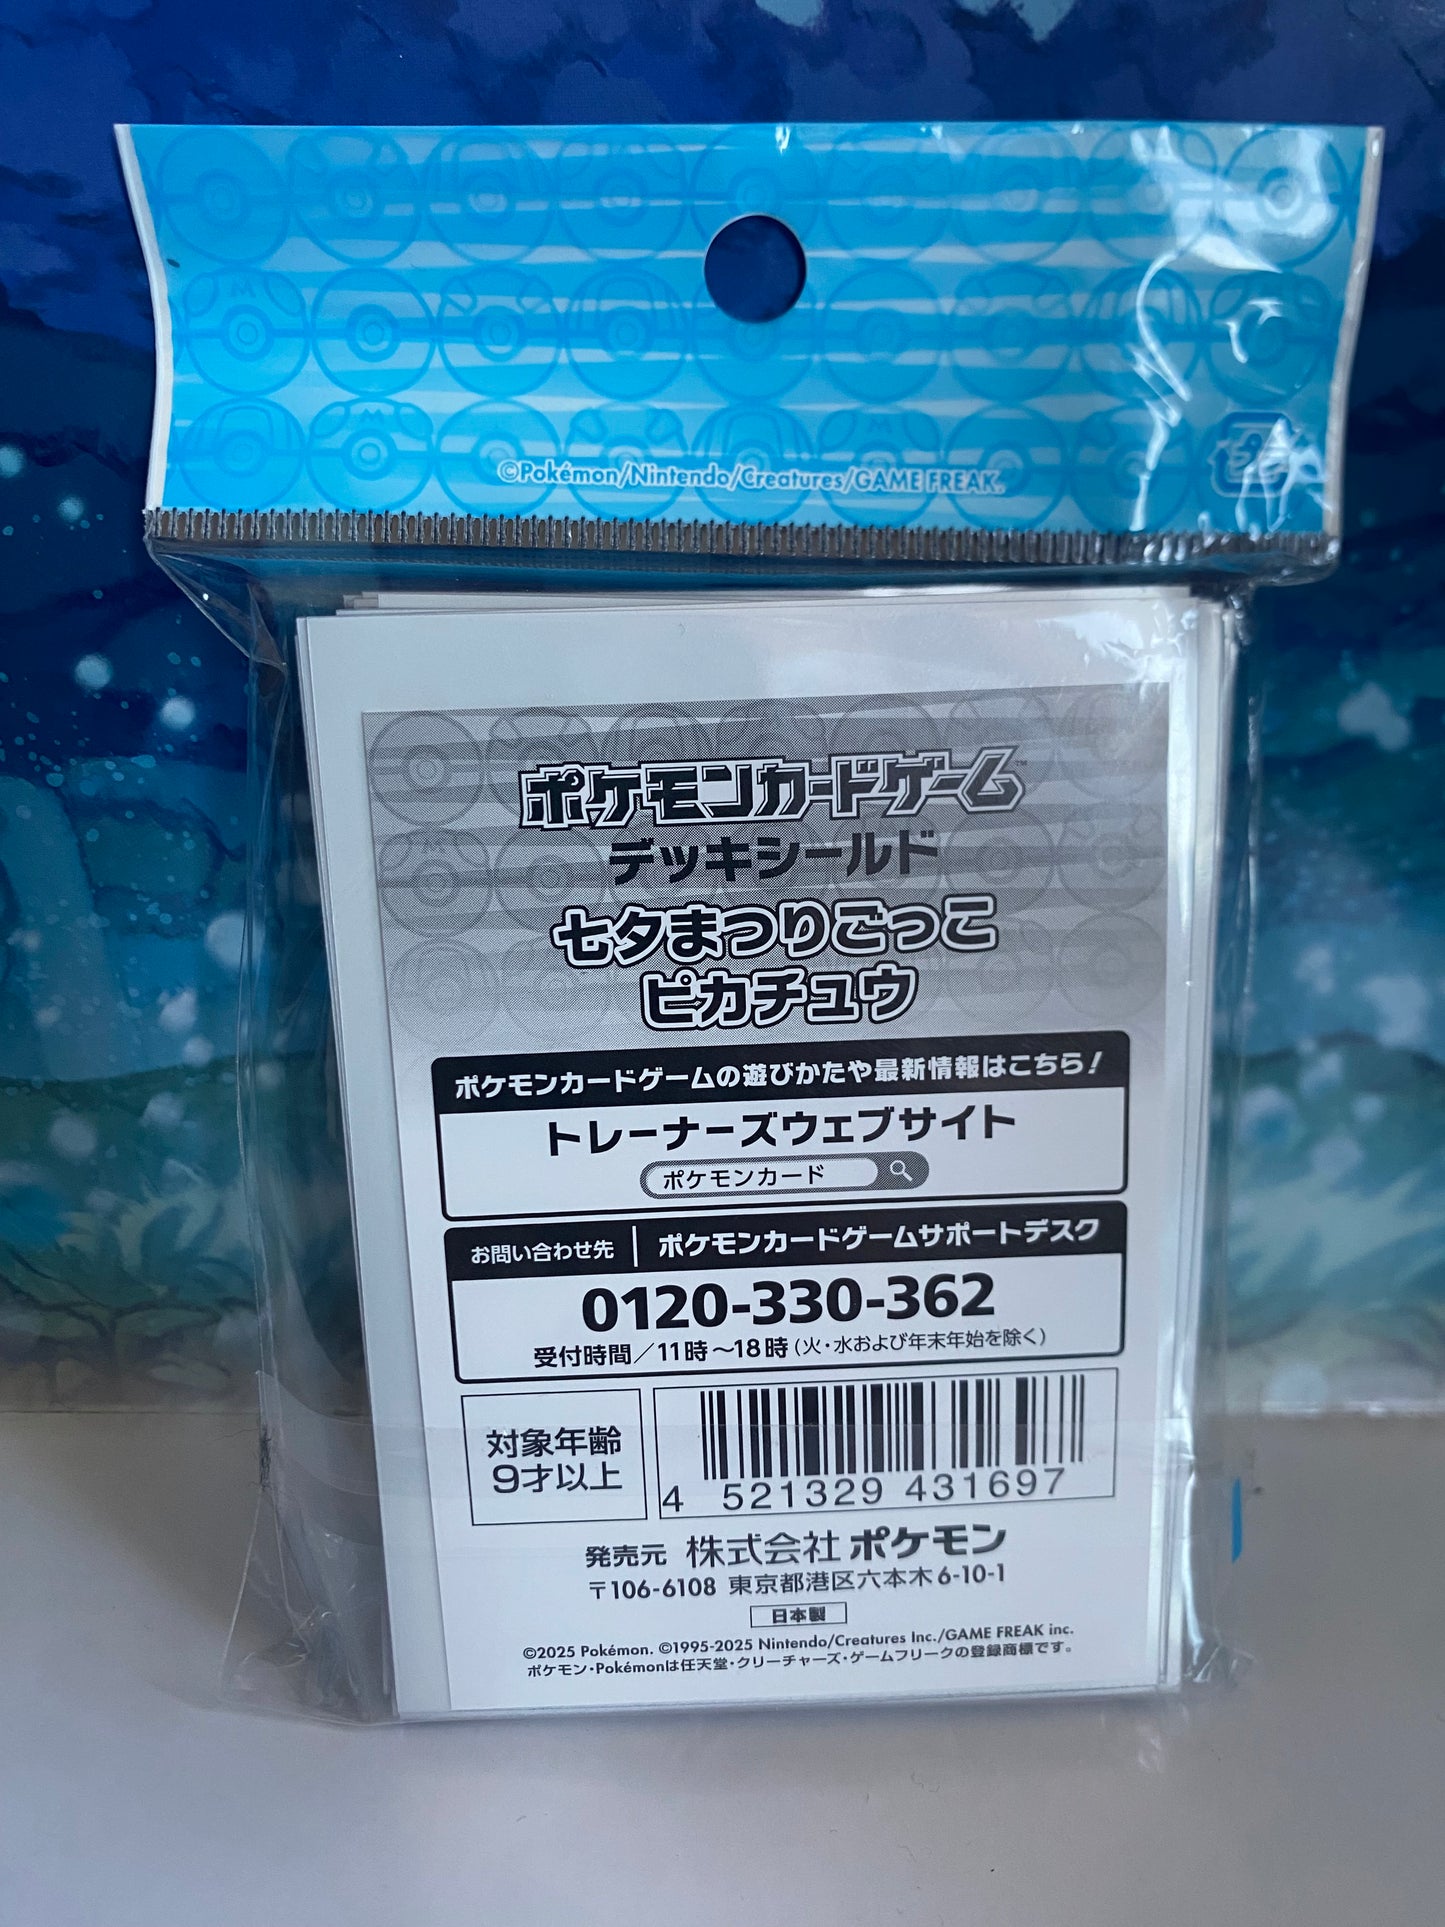 ©Pokémon/Nintendo/Creatures/GAME FREAK.
プラ
ポケモンカードゲーム™
デッキシールド
七夕まつりごっこ
ピカチュウ
ポケモンカードゲームの遊びかたや最新情報はこちら!
トレーナーズウェブサイト
ポケモンカード
お問い合わせ先 ポケモンカードゲームサポートデスク
0120-330-362
受付時間/11時～18時(火・水および年末年始を除く)
対象年齢
9才以上
4 521329 431697
発売元 株式会社ポケモン
〒106-6108 東京都港区六本木6-10-1
日本製
©2025 Pokémon. ©1995-2025 Nintendo/Creatures Inc./GAME FREAK inc.
ポケモン・Pokémonは任天堂・クリーチャーズ・ゲームフリークの登録商標です。